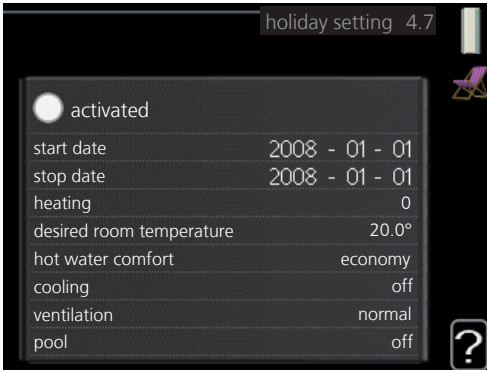 holiday setting 4.7
activated
start date 2008 - 01 - 01
stop date 2008 - 01 - 01
heating 0
desired room temperature 20.0°
hot water comfort economy
cooling off
ventilation normal
pool off
?